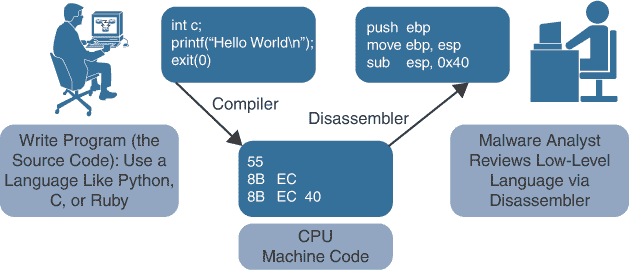 int c;
printf("Hello World\n");
exit(0)
push ebp
move ebp, esp
sub esp, 0x40
Compiler
Disassembler
Write Program (the
Source Code): Use a
Language Like Python,
C, or Ruby
55
8B EC
8B EC 40
Malware Analyst
Reviews Low-Level
Language via
Disassembler
CPU
Machine Code